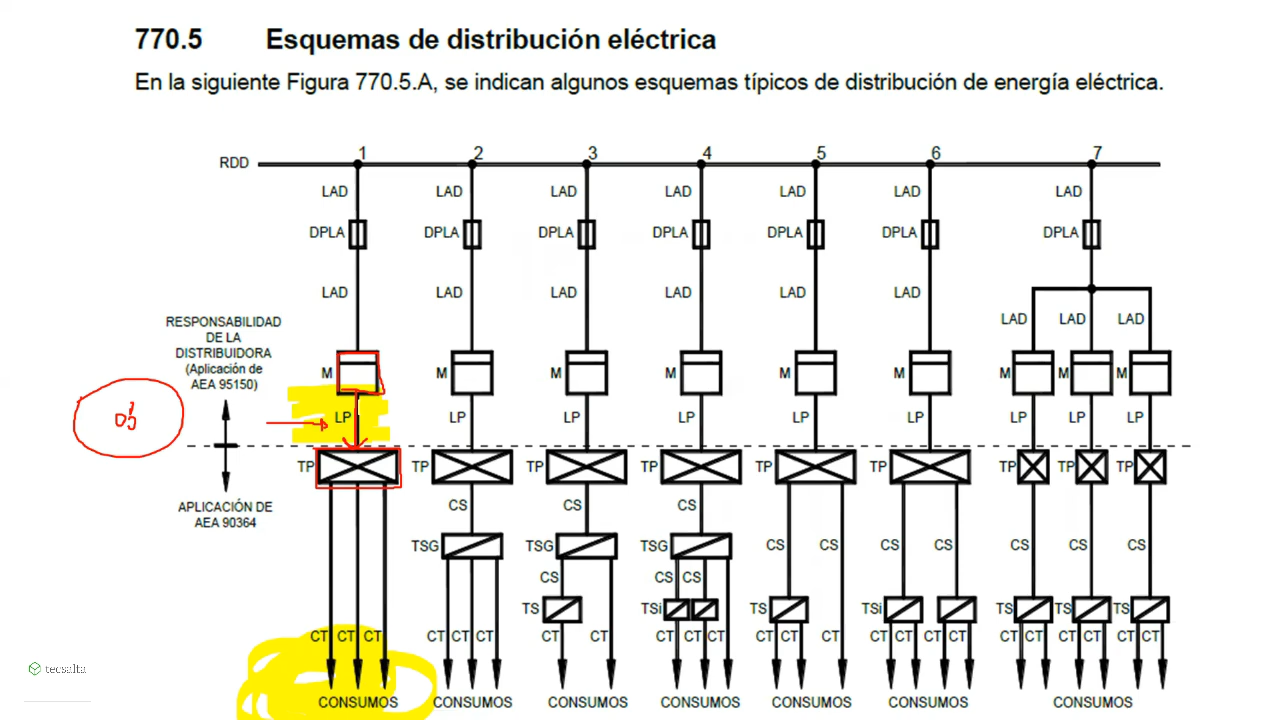 770.5 Esquemas de distribución eléctrica
En la siguiente Figura 770.5.A, se indican algunos esquemas típicos de distribución de energía eléctrica.
1 2 3 4 5 6 7
RDD
LAD LAD LAD LAD LAD LAD LAD
DPLA DPLA DPLA DPLA DPLA DPLA DPLA
LAD LAD LAD LAD LAD LAD
LAD LAD LAD
RESPONSABILIDAD
DE LA
DISTRIBUIDORA
(Aplicación de
AEA 95150)
M M M M M M M M M
LP LP LP LP LP LP LP LP LP
TP TP TP TP TP TP TP TP TP
APLICACIÓN DE
AEA 90364
CS CS CS
TSG TSG TSG
CS CS CS CS CS CS CS CS CS CS
TS TSi TS TSi TS TS TS
CT CT CT CT CT CT CT CT CT CT CT CT CT CT CT CT CT CT CT CT CT CT CT CT
CONSUMOS CONSUMOS CONSUMOS CONSUMOS CONSUMOS CONSUMOS CONSUMOS
tecsalta